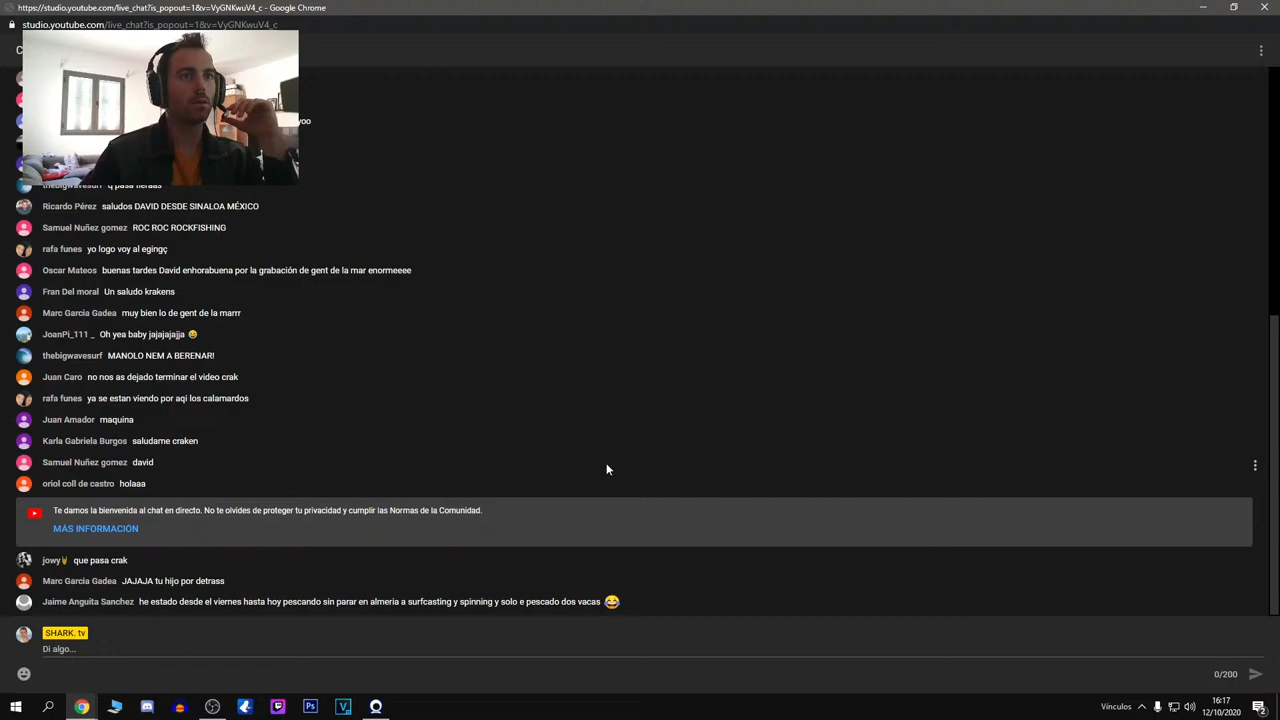 https://studio.youtube.com/live_chat?is_popout=1&v=VyGNKwuV4_c - Google Chrome
studio.youtube.com/live_chat?is_popout=1&v=VyGNKwuV4_c
C
yoo
thebigwavesurf q pasa fieraas
Ricardo Pérez saludos DAVID DESDE SINALOA MÉXICO
Samuel Nuñez gomez ROC ROC ROCKFISHING
rafa funes yo logo voy al egingç
Oscar Mateos buenas tardes David enhorabuena por la grabación de gent de la mar enormeeee
Fran Del moral Un saludo krakens
Marc Garcia Gadea muy bien lo de gent de la marrr
JoanPi_111 _ Oh yea baby jajajajajja 😅
thebigwavesurf MANOLO NEM A BERENAR!
Juan Caro no nos as dejado terminar el video crak
rafa funes ya se estan viendo por aqi los calamardos
Juan Amador maquina
Karla Gabriela Burgos saludame craken
Samuel Nuñez gomez david
oriol coll de castro holaaa
Te damos la bienvenida al chat en directo. No te olvides de proteger tu privacidad y cumplir las Normas de la Comunidad.
MÁS INFORMACIÓN
jowy🤘 que pasa crak
Marc Garcia Gadea JAJAJA tu hijo por detrass
Jaime Anguita Sanchez he estado desde el viernes hasta hoy pescando sin parar en almeria a surfcasting y spinning y solo e pescado dos vacas 😂
SHARK. tv
Di algo...
0/200
Vínculos
16:17
12/10/2020
2